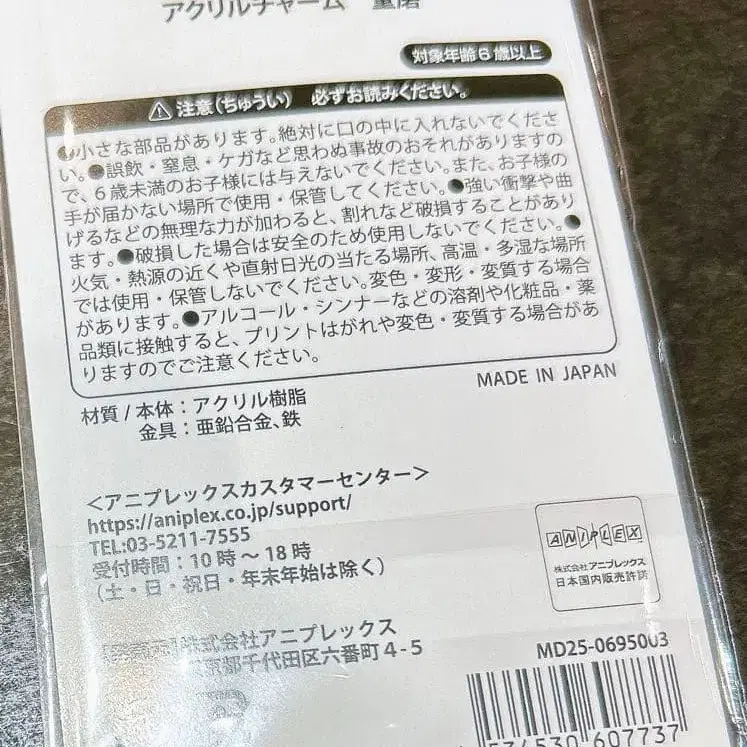 アクリルチャーム 童磨
対象年齢6歳以上
⚠注意(ちゅうい) 必ずお読みください。
●小さな部品があります。絶対に口の中に入れないでくださ
い。●誤飲・窒息・ケガなど思わぬ事故のおそれがありますの
で、6歳未満のお子様には与えないでください。また、お子様の
手が届かない場所で使用・保管してください。●強い衝撃や曲
げるなどの無理な力が加わると、割れなど破損することがあり
ます。●破損した場合は安全のため使用しないでください。●
火気・熱源の近くや直射日光の当たる場所、高温・多湿な場所
では使用・保管しないでください。変色・変形・変質する場合
があります。●アルコール・シンナーなどの溶剤や化粧品・薬
品類に接触すると、プリントはがれや変色・変質する場合があ
りますのでご注意ください。
MADE IN JAPAN
材質/本体:アクリル樹脂
金具:亜鉛合金、鉄
<アニプレックスカスタマーセンター>
https://aniplex.co.jp/support/
TEL:03-5211-7555
受付時間:10時~18時
(土・日・祝日・年末年始は除く)
ANIPLEX
株式会社アニプレックス
日本国内販売許諾
株式会社アニプレックス
東京都千代田区六番町4-5
MD25-0695003
534530 607737